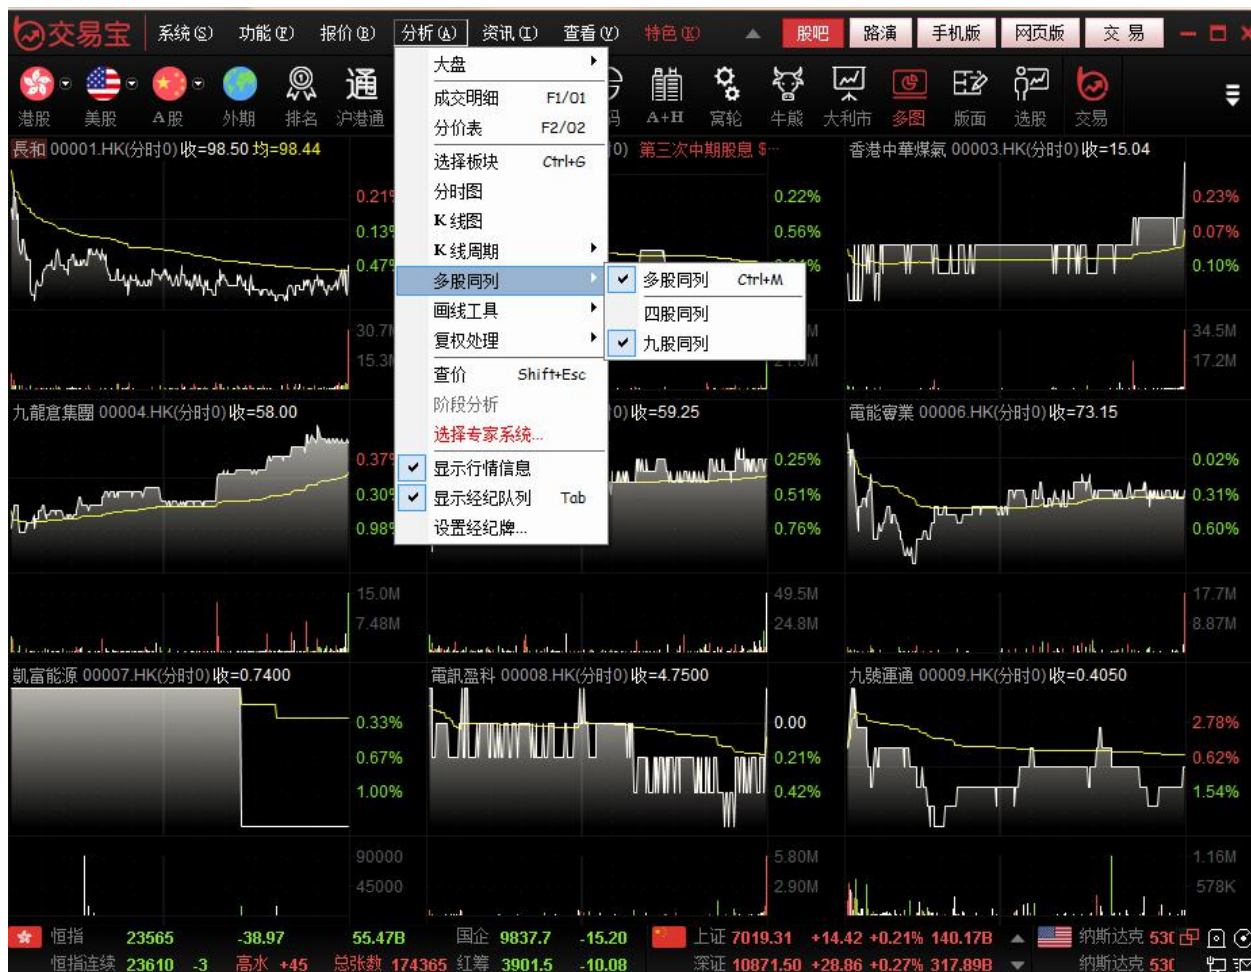 交易宝 系统(S) 功能(F) 报价(B) 分析(A) 资讯(I) 查看(V) 特色(X) 股吧 路演 手机版 网页版 交易
港股 美股 A股 外期 排名 沪港通 码 A+H 窝轮 牛熊 大利市 多图 版面 选股 交易
大盘
成交明细 F1/01
分价表 F2/02
选择板块 Ctrl+G
分时图
K线图
K线周期
多股同列
画线工具
复权处理
查价 Shift+Esc
阶段分析
选择专家系统...
显示行情信息
显示经纪队列 Tab
设置经纪牌...
多股同列 Ctrl+M
四股同列
九股同列
長和 00001.HK(分时0) 收=98.50 均=98.44
0.21%
0.13%
0.47%
30.7M
15.3M
0) 第三次中期股息 $...
0.22%
0.56%
香港中華煤氣 00003.HK(分时0) 收=15.04
0.23%
0.07%
0.10%
34.5M
17.2M
九龍倉集團 00004.HK(分时0) 收=58.00
0.37%
0.30%
0.98%
15.0M
7.48M
0) 收=59.25
0.25%
0.51%
0.76%
49.5M
24.8M
電能實業 00006.HK(分时0) 收=73.15
0.02%
0.31%
0.60%
17.7M
8.87M
凱富能源 00007.HK(分时0) 收=0.7400
0.33%
0.67%
1.00%
90000
45000
電訊盈科 00008.HK(分时0) 收=4.7500
0.00
0.21%
0.42%
5.80M
2.90M
九號運通 00009.HK(分时0) 收=0.4050
2.78%
0.62%
1.54%
1.16M
578K
恒指 23565 -38.97 55.47B 国企 9837.7 -15.20 上证 7019.31 +14.42 +0.21% 140.17B 纳斯达克 530
恒指连续 23610 -3 高水 +45 总张数 174365 红筹 3901.5 -10.08 深证 10871.50 +28.86 +0.27% 317.89B 纳斯达克 530